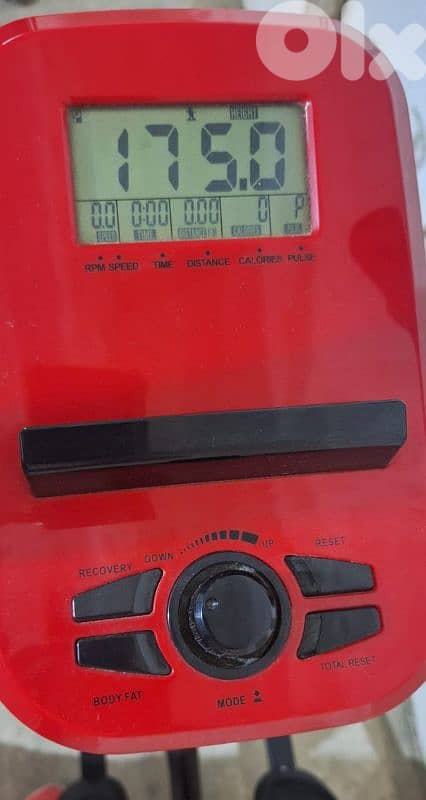 Olx
P HEIGHT
175.0
0.0 0:00 0.00 0 P
SPEED TIME DISTANCE CALORIES
RPM SPEED TIME DISTANCE CALORIES PULSE
RECOVERY DOWN UP RESET
BODY FAT MODE TOTAL RESET